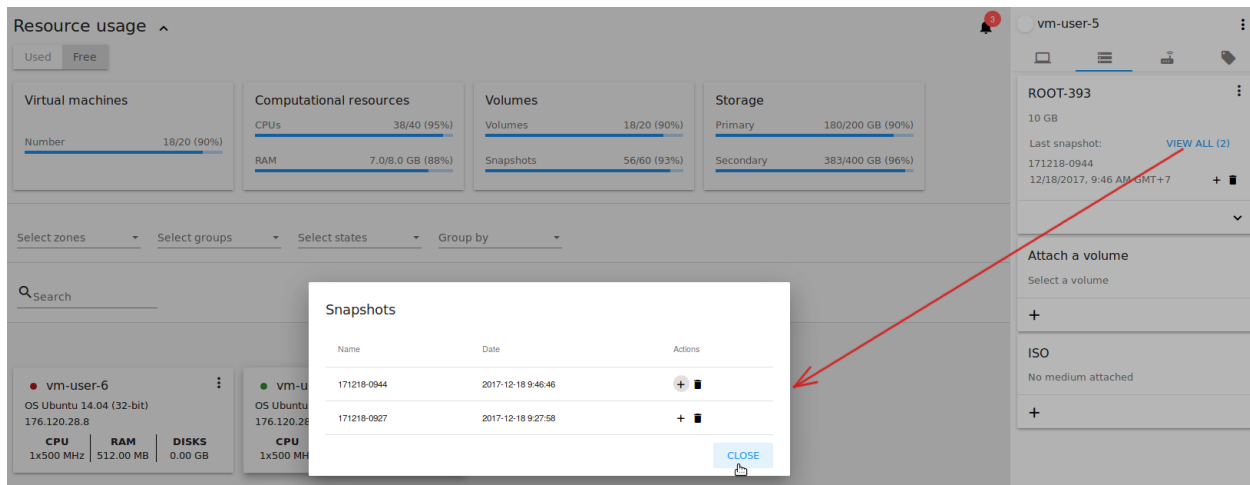 Resource usage
3
Used Free
Virtual machines
Number 18/20 (90%)
Computational resources
CPUs 38/40 (95%)
RAM 7.0/8.0 GB (88%)
Volumes
Volumes 18/20 (90%)
Snapshots 56/60 (93%)
Storage
Primary 180/200 GB (90%)
Secondary 383/400 GB (96%)
Select zones Select groups Select states Group by
Search
vm-user-6
OS Ubuntu 14.04 (32-bit)
176.120.28.8
CPU RAM DISKS
1x500 MHz 512.00 MB 0.00 GB
vm-u
OS Ubuntu
176.120.28
CPU
1x500 MH
Snapshots
Name Date Actions
171218-0944 2017-12-18 9:46:46 +
171218-0927 2017-12-18 9:27:58 +
CLOSE
vm-user-5
ROOT-393
10 GB
Last snapshot: VIEW ALL (2)
171218-0944
12/18/2017, 9:46 AM GMT+7 +
Attach a volume
Select a volume
+
ISO
No medium attached
+